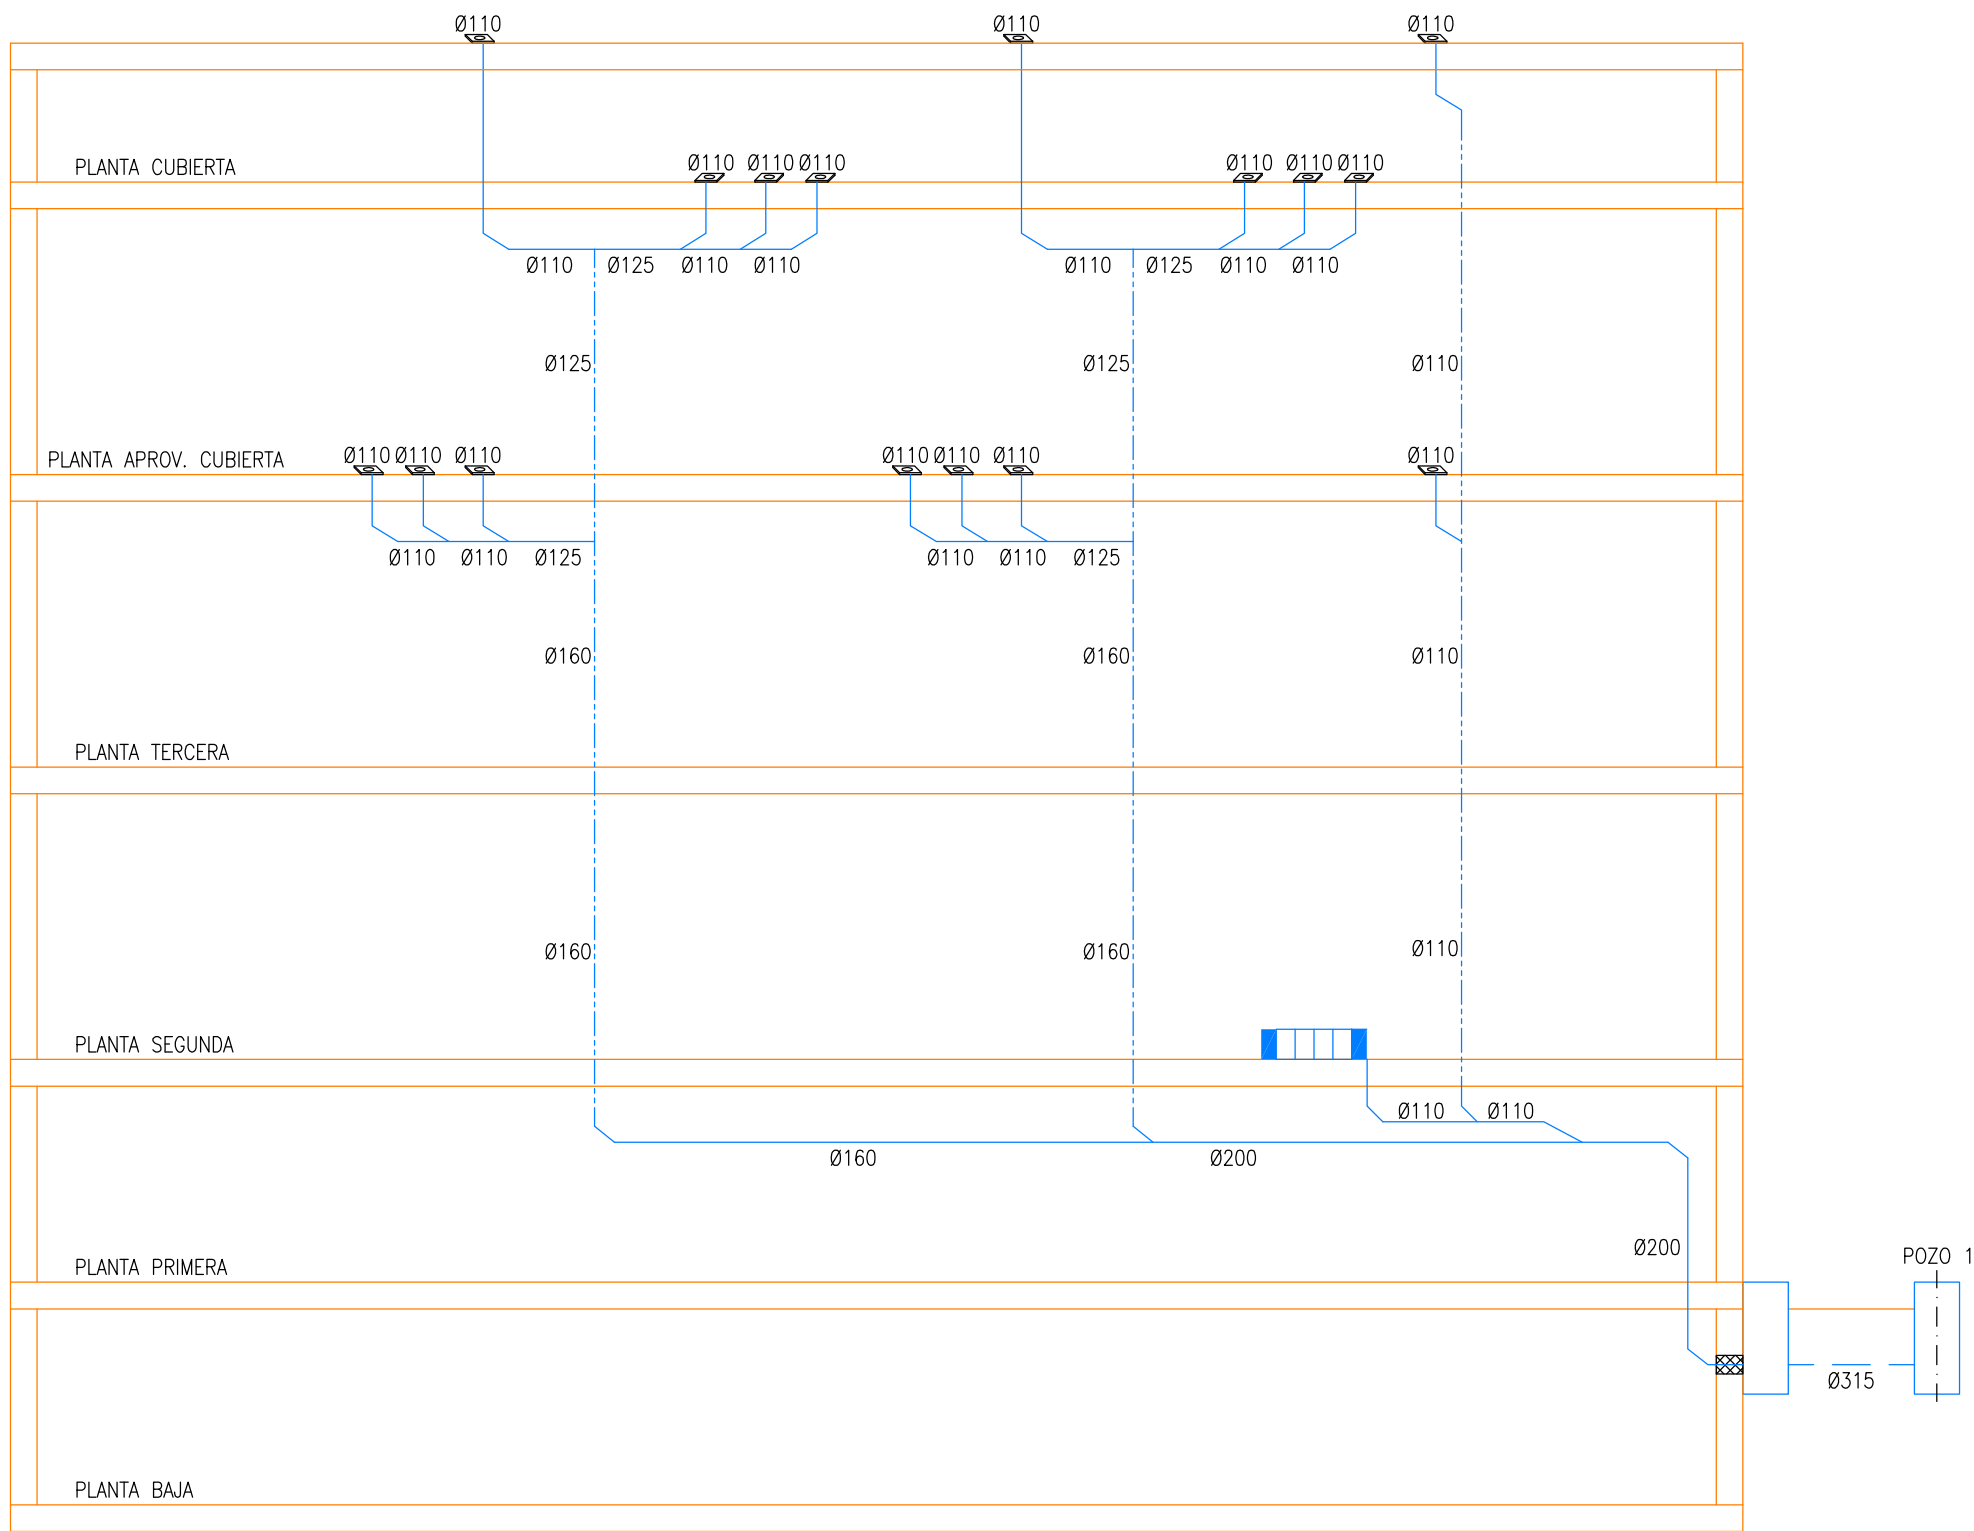 Ø110 Ø110 Ø110
PLANTA CUBIERTA Ø110 Ø110 Ø110 Ø110 Ø110 Ø110
Ø110 Ø125 Ø110 Ø110 Ø110 Ø125 Ø110 Ø110
Ø125 Ø125 Ø110
PLANTA APROV. CUBIERTA Ø110 Ø110 Ø110 Ø110 Ø110 Ø110 Ø110
Ø110 Ø110 Ø125 Ø110 Ø110 Ø125
Ø160 Ø160 Ø110
PLANTA TERCERA
Ø160 Ø160 Ø110
PLANTA SEGUNDA
Ø110 Ø110
Ø160 Ø200
Ø200
POZO 1
PLANTA PRIMERA
Ø315
PLANTA BAJA